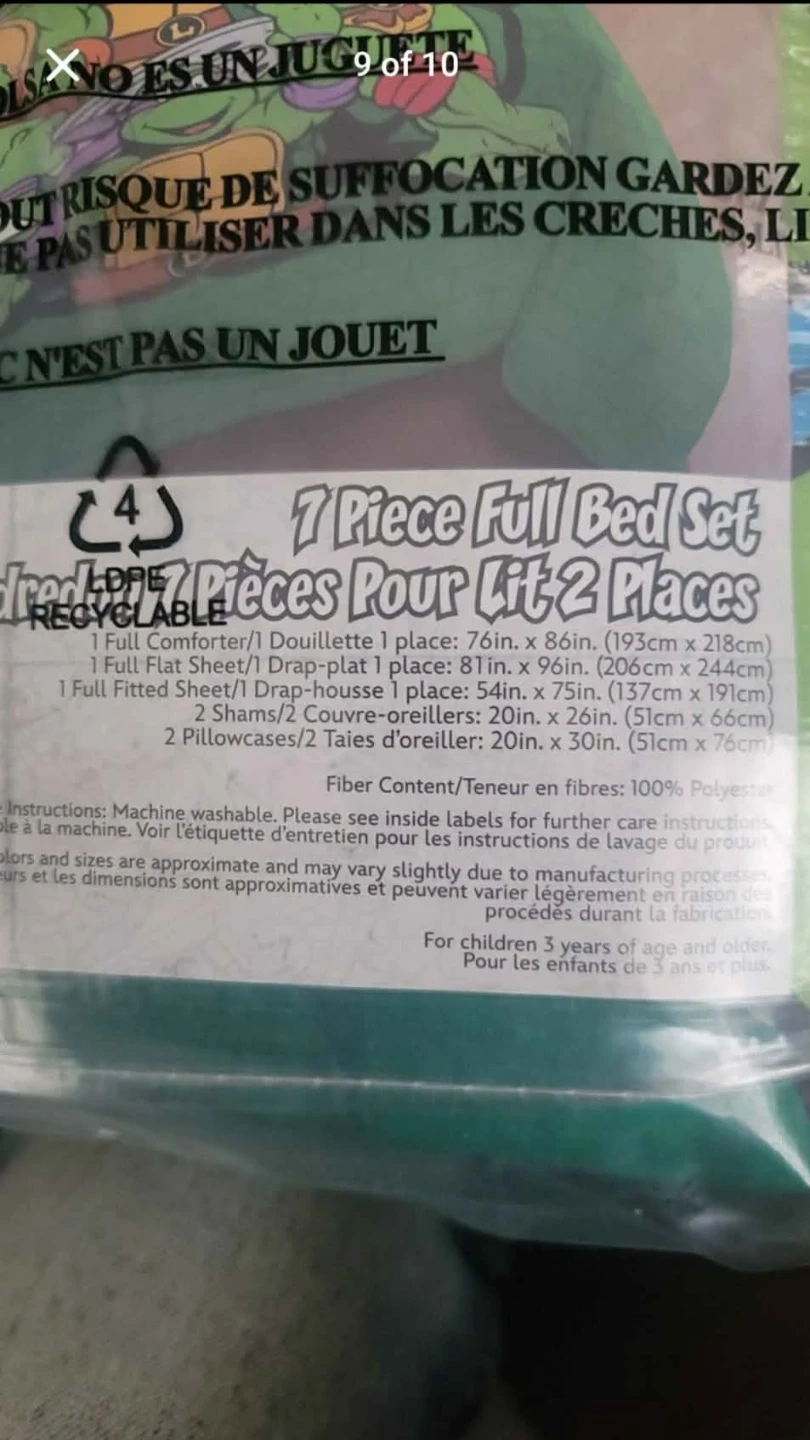 9 of 10
NO ES UN JUGUETE
RISQUE DE SUFFOCATION GARDEZ
PAS UTILISER DANS LES CRECHES,
N'EST PAS UN JOUET
4
LDPE
RECYCLABLE
7 Piece Full Bed Set
7 Pièces Pour Lit 2 Places
1 Full Comforter/1 Douillette 1 place: 76in. x 86in. (193cm x 218cm)
1 Full Flat Sheet/1 Drap-plat 1 place: 81in. x 96in. (206cm x 244cm)
1 Full Fitted Sheet/1 Drap-housse 1 place: 54in. x 75in. (137cm x 191cm)
2 Shams/2 Couvre-oreillers: 20in. x 26in. (51cm x 66cm)
2 Pillowcases/2 Taies d'oreiller: 20in. x 30in. (51cm x 76cm)
Fiber Content/Teneur en fibres: 100% Polyester
Instructions: Machine washable. Please see inside labels for further care instructions.
à la machine. Voir l'étiquette d'entretien pour les instructions de lavage du produit.
and sizes are approximate and may vary slightly due to manufacturing processes.
et les dimensions sont approximatives et peuvent varier légèrement en raison des
procédés durant la fabrication.
For children 3 years of age and older.
Pour les enfants de 3 ans et plus.